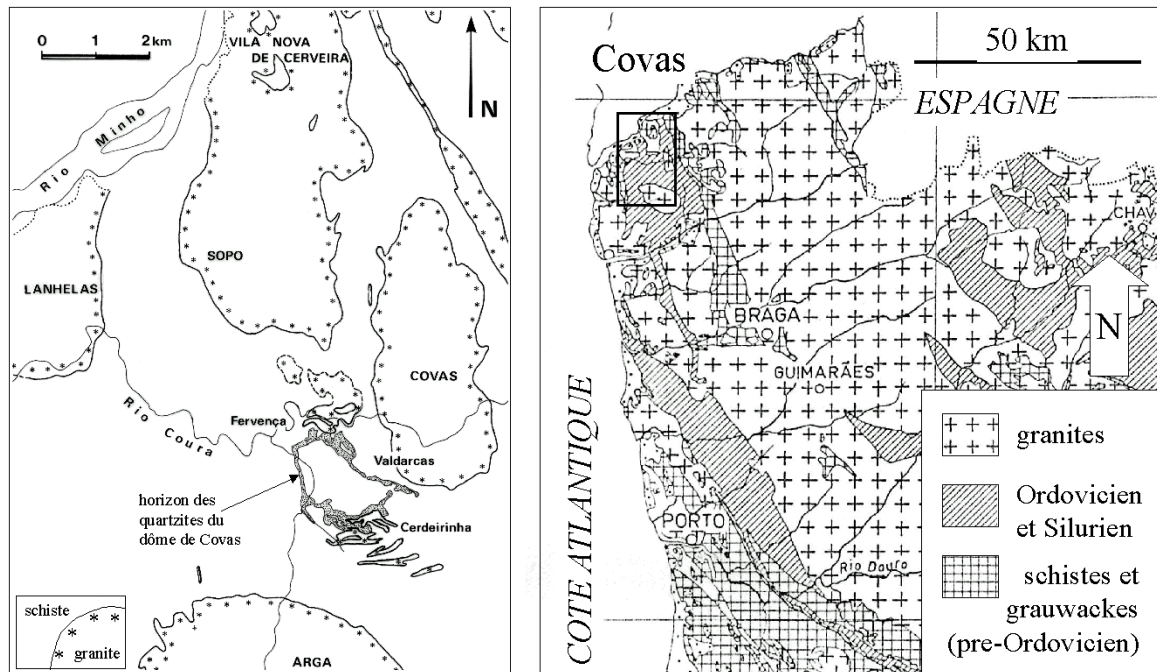 0 1 2 km
VILA NOVA
DE CERVEIRA
N
Rio Minho
SOPO
LANHELAS
COVAS
Rio Coura
Fervença
Valdarcas
horizon des
quartzites du
dôme de Covas
Cerdeirinha
schiste
granite
ARGA
50 km
Covas
ESPAGNE
CHAV
N
BRAGA
GUIMARÃES
COTE ATLANTIQUE
PORTO
Rio Douro
granites
Ordovicien
et Silurien
schistes et
grauwackes
(pre-Ordovicien)